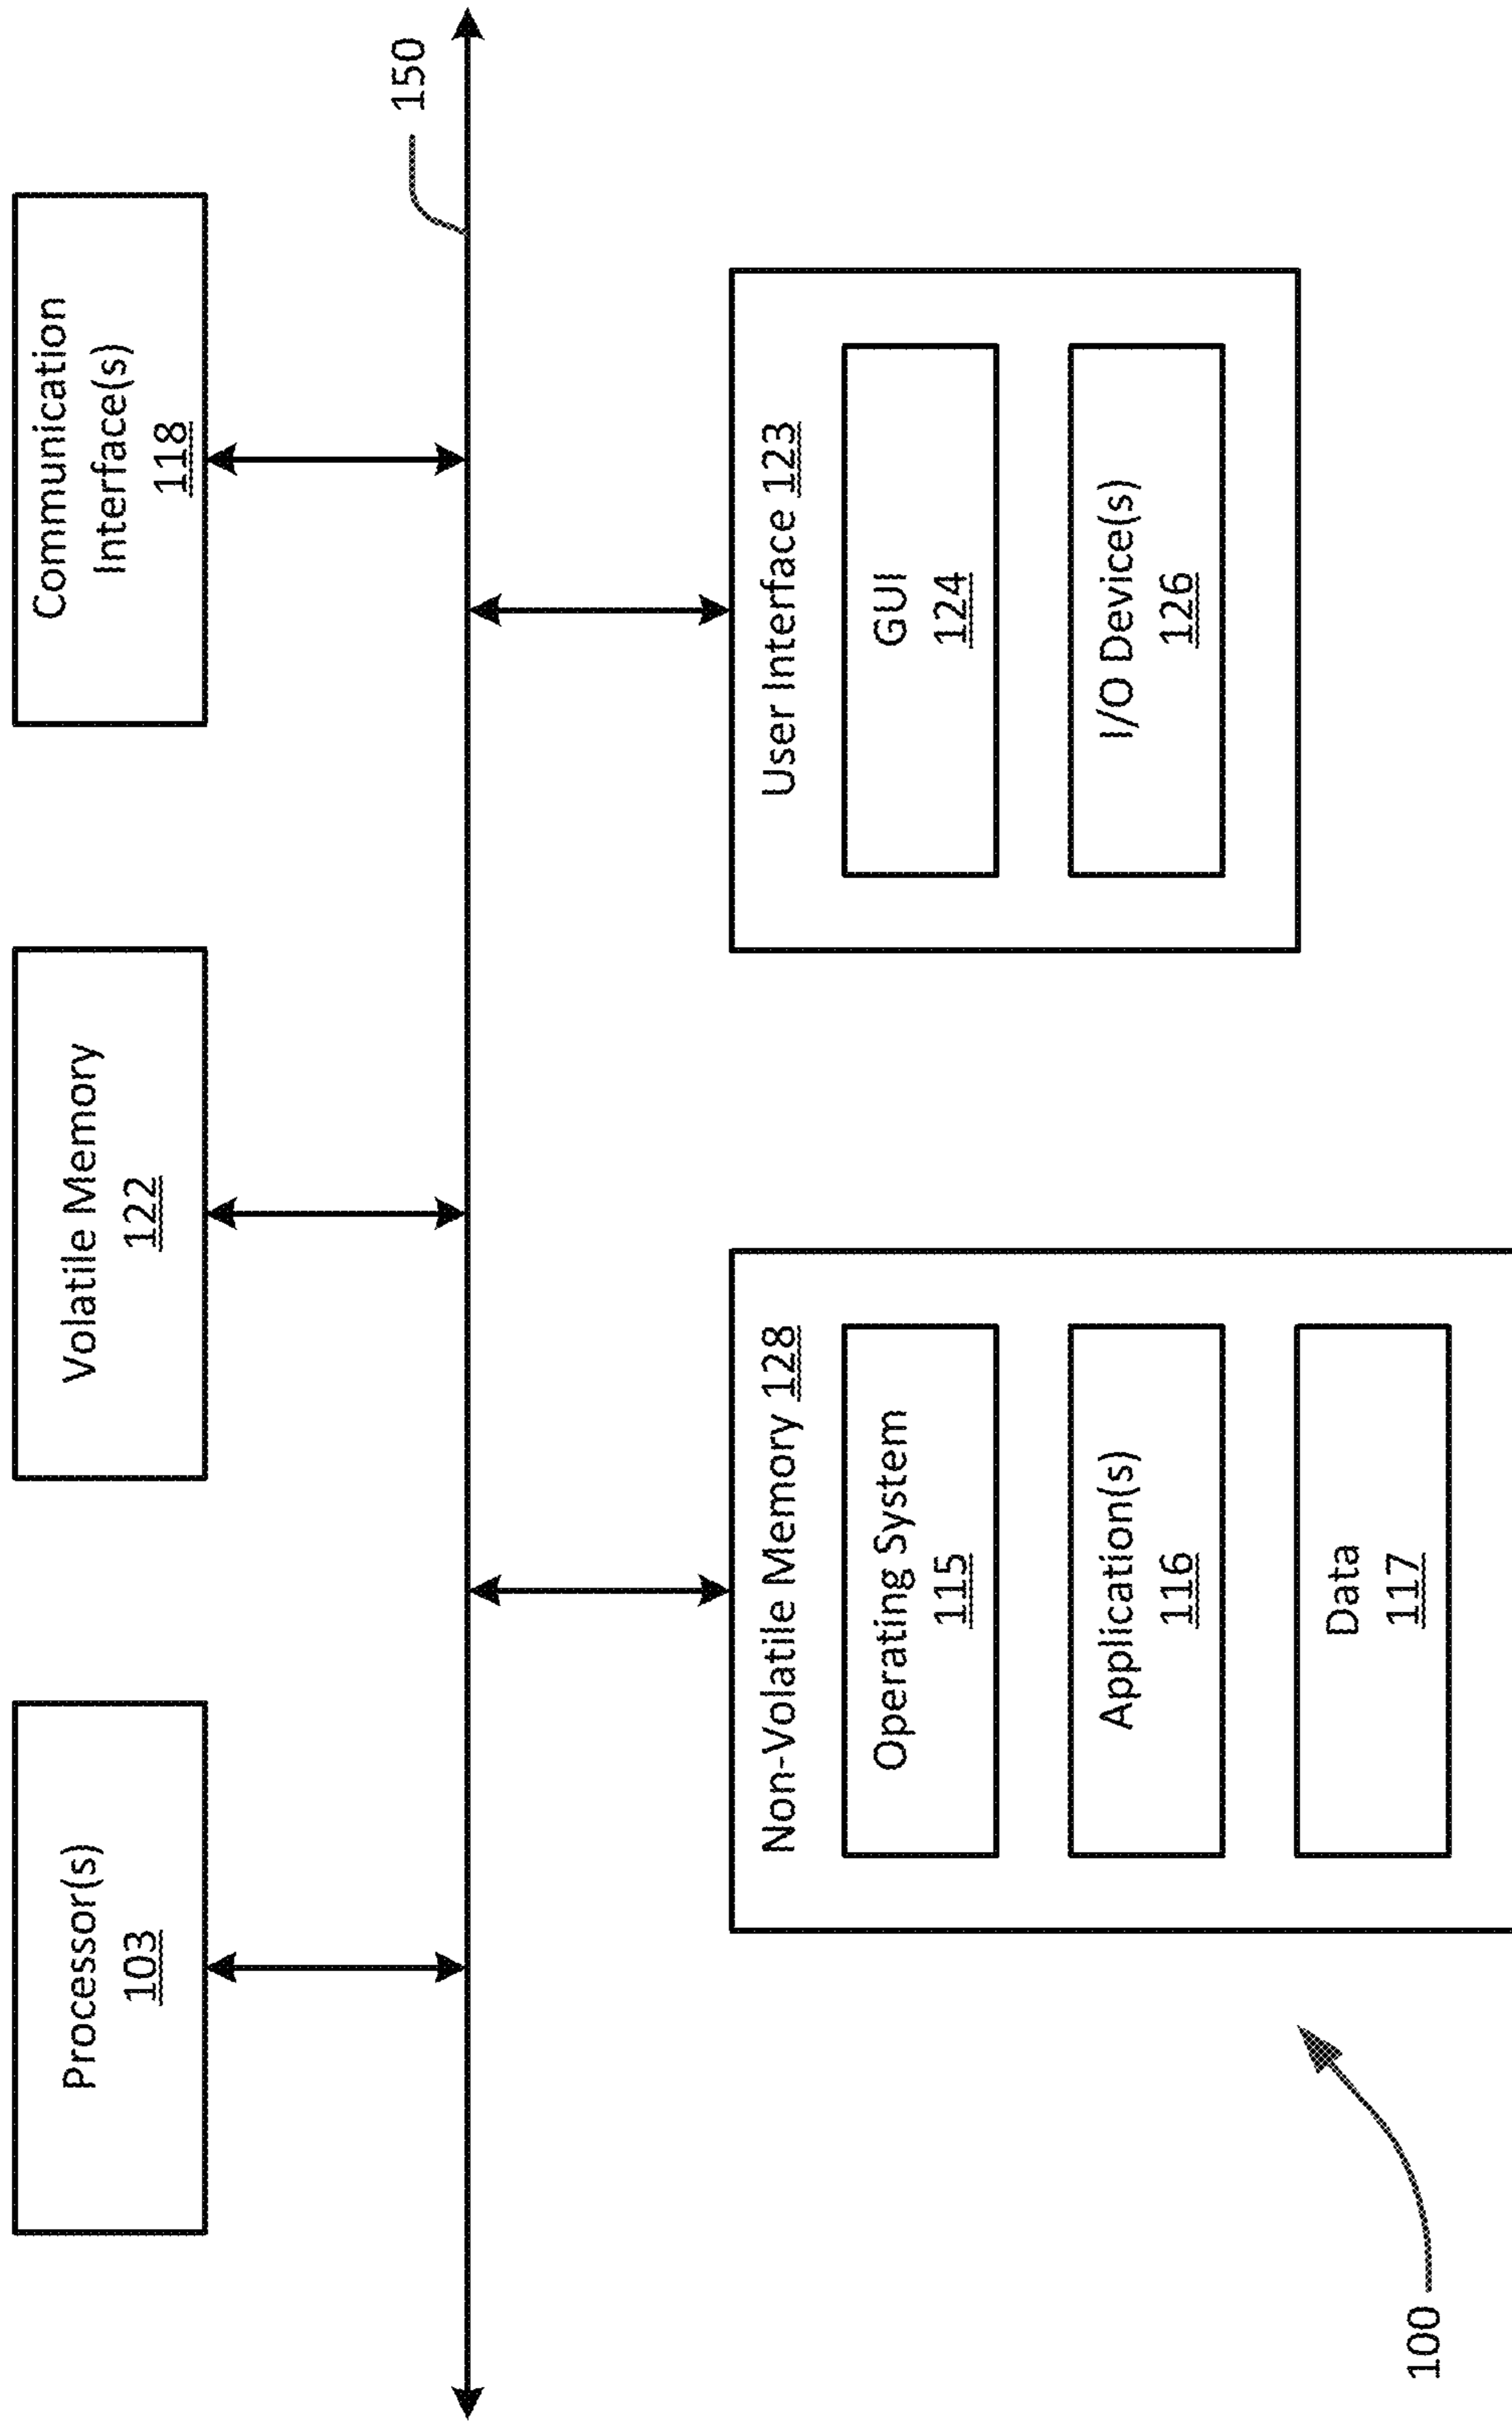 Processor(s)
103
Volatile Memory
122
Communication
Interface(s)
118
150
Non-Volatile Memory 128
Operating System
115
Application(s)
116
Data
117
User Interface 123
GUI
124
I/O Device(s)
126
100